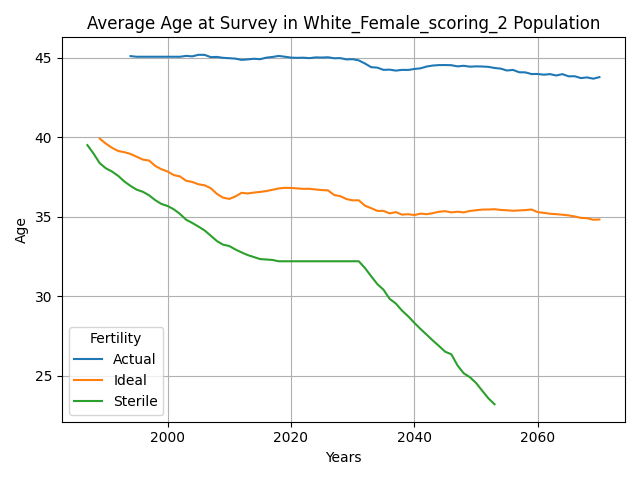 Average Age at Survey in White_Female_scoring_2 Population
Age
45
40
35
30
25
Fertility
Actual
Ideal
Sterile
2000
2020
2040
2060
Years